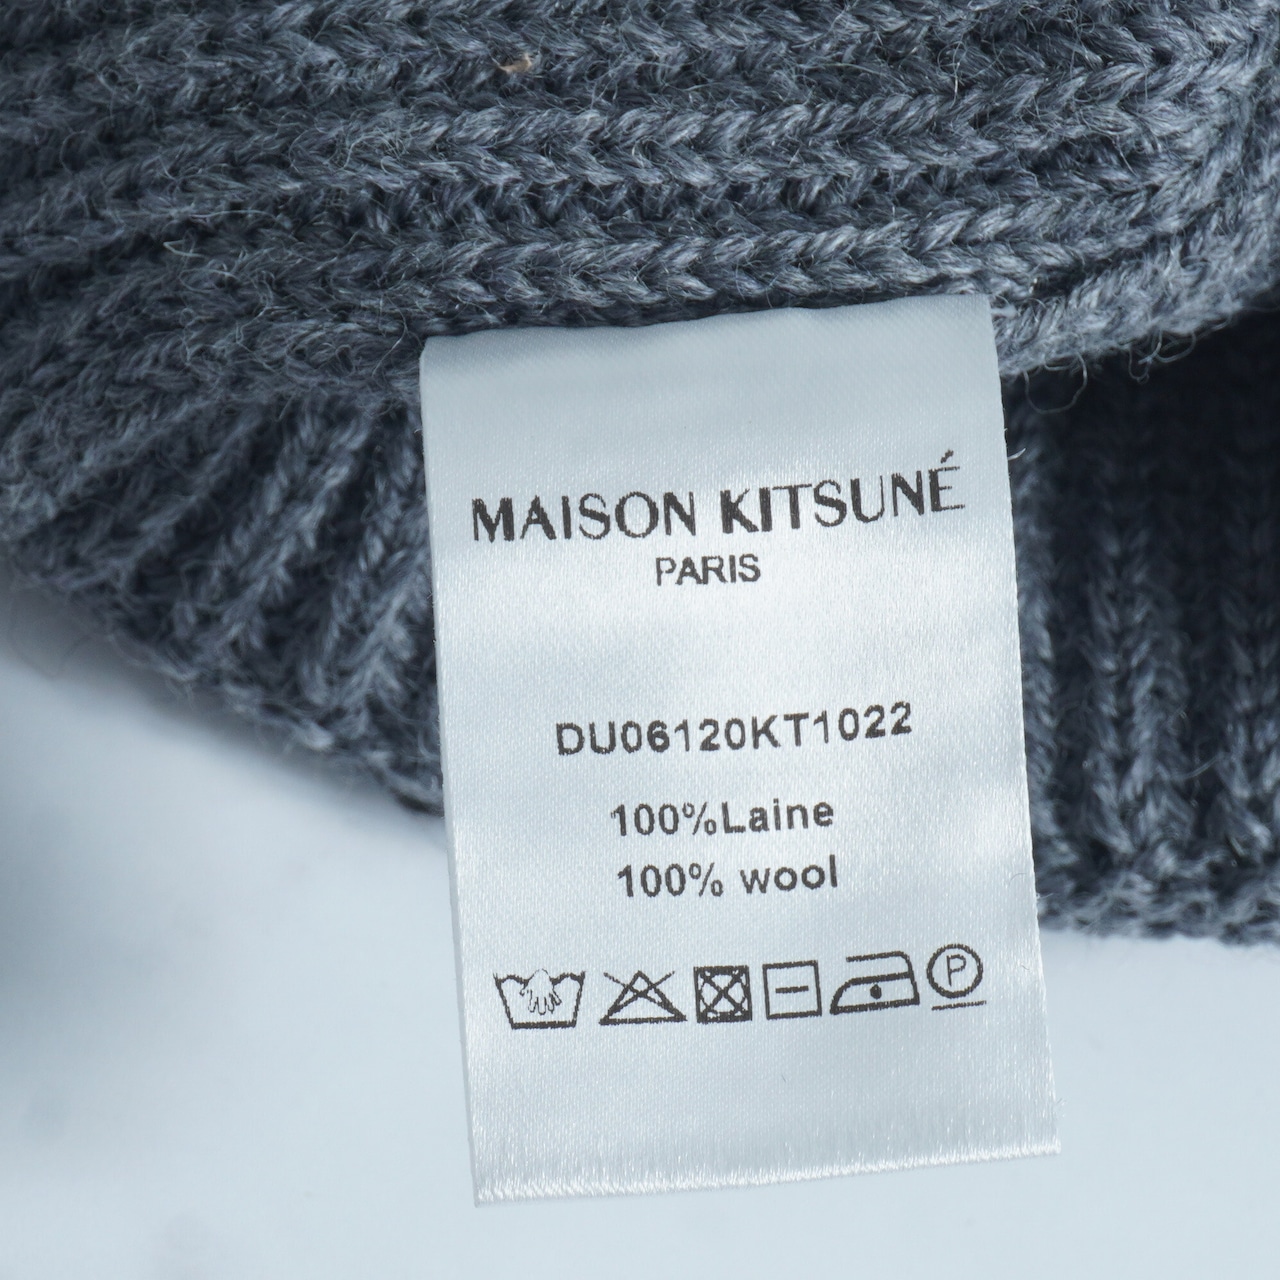 MAISON KITSUNÉ
PARIS
DU06120KT1022
100%Laine
100% wool
P